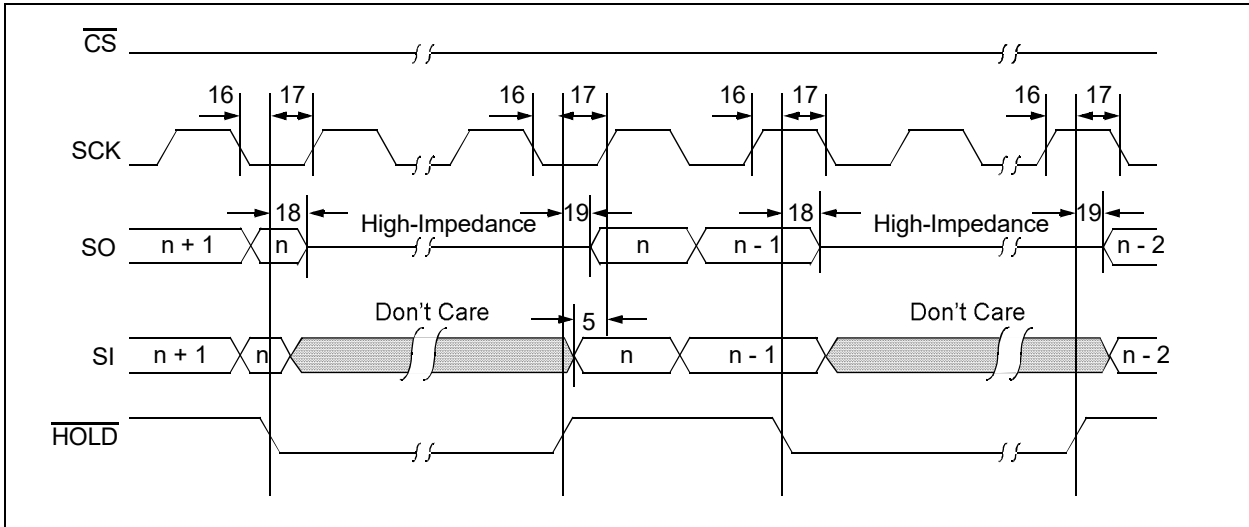 CS
16 17 16 17 16 17 16 17
SCK
18 High-Impedance 19 18 High-Impedance 19
SO n + 1 n n n - 1 n - 2
Don't Care 5 Don't Care
SI n + 1 n n n - 1 n - 2
HOLD